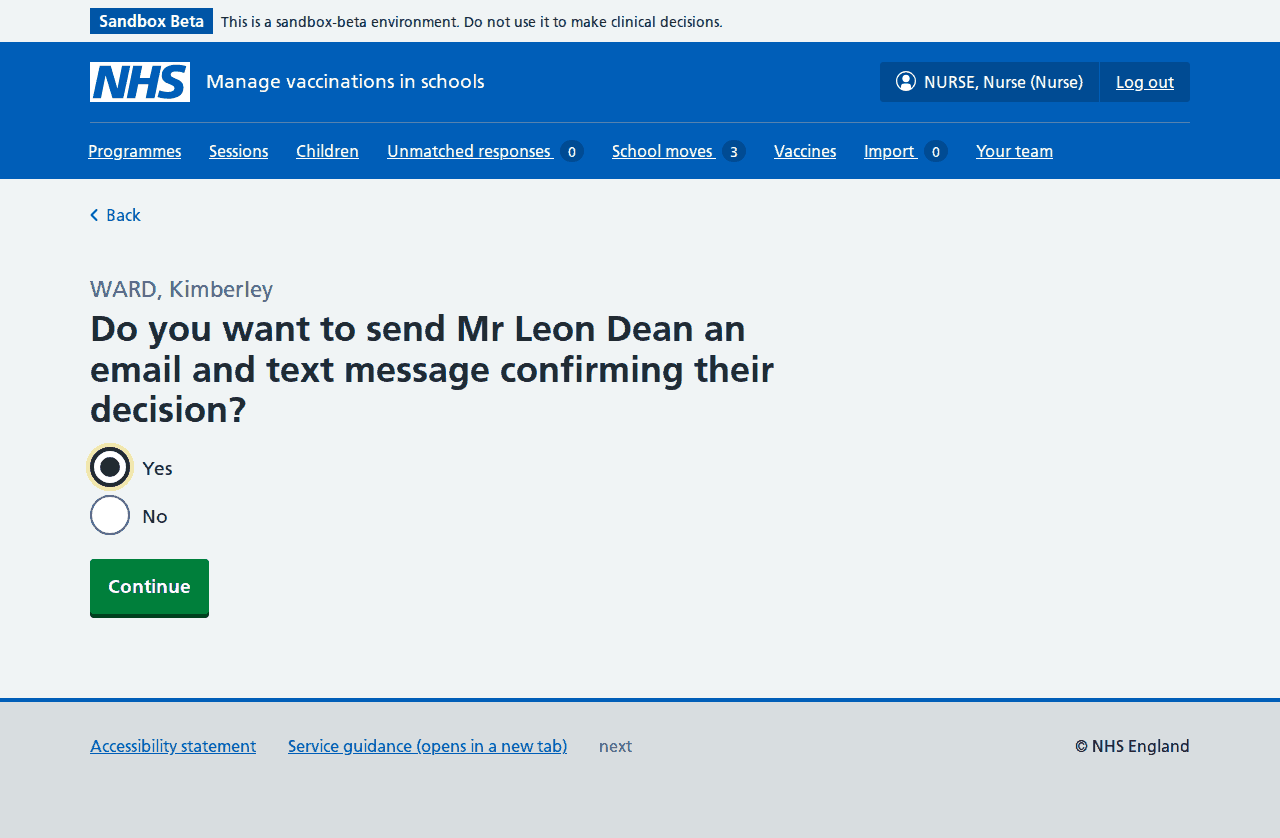 Sandbox Beta This is a sandbox-beta environment. Do not use it to make clinical decisions.
NHS Manage vaccinations in schools NURSE, Nurse (Nurse) Log out
Programmes Sessions Children Unmatched responses 0 School moves 3 Vaccines Import 0 Your team
Back
WARD, Kimberley
Do you want to send Mr Leon Dean an
email and text message confirming their
decision?
Yes
No
Continue
Accessibility statement Service guidance (opens in a new tab) next © NHS England